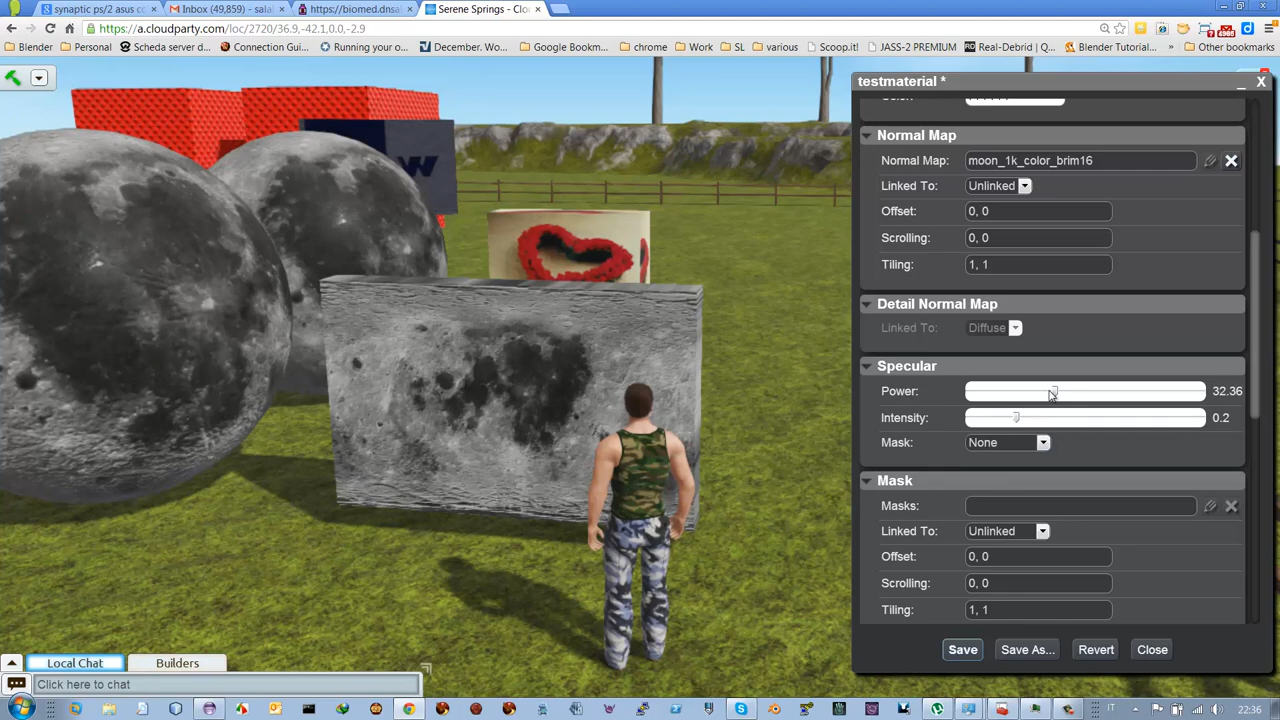 synaptic ps/2 asus co
Inbox (49,859) - sala
https://biomed.dnsa
Serene Springs - Clo
https://a.cloudparty.com/loc/2720/36.9,-42.1,0.0,-2.9
Blender
Personal
Scheda server d...
Connection Gui...
Running your o...
December. Wo...
Google Bookm...
chrome
Work
SL
various
Scoop.it!
JASS-2 PREMIUM
Real-Debrid | Q...
Blender Tutorial...
Other bookmarks
testmaterial *
Normal Map
Normal Map: moon_1k_color_brim16
Linked To: Unlinked
Offset: 0, 0
Scrolling: 0, 0
Tiling: 1, 1
Detail Normal Map
Linked To: Diffuse
Specular
Power: 32.36
Intensity: 0.2
Mask: None
Mask
Masks:
Linked To: Unlinked
Offset: 0, 0
Scrolling: 0, 0
Tiling: 1, 1
Save
Save As...
Revert
Close
Local Chat
Builders
Click here to chat
IT
22:36